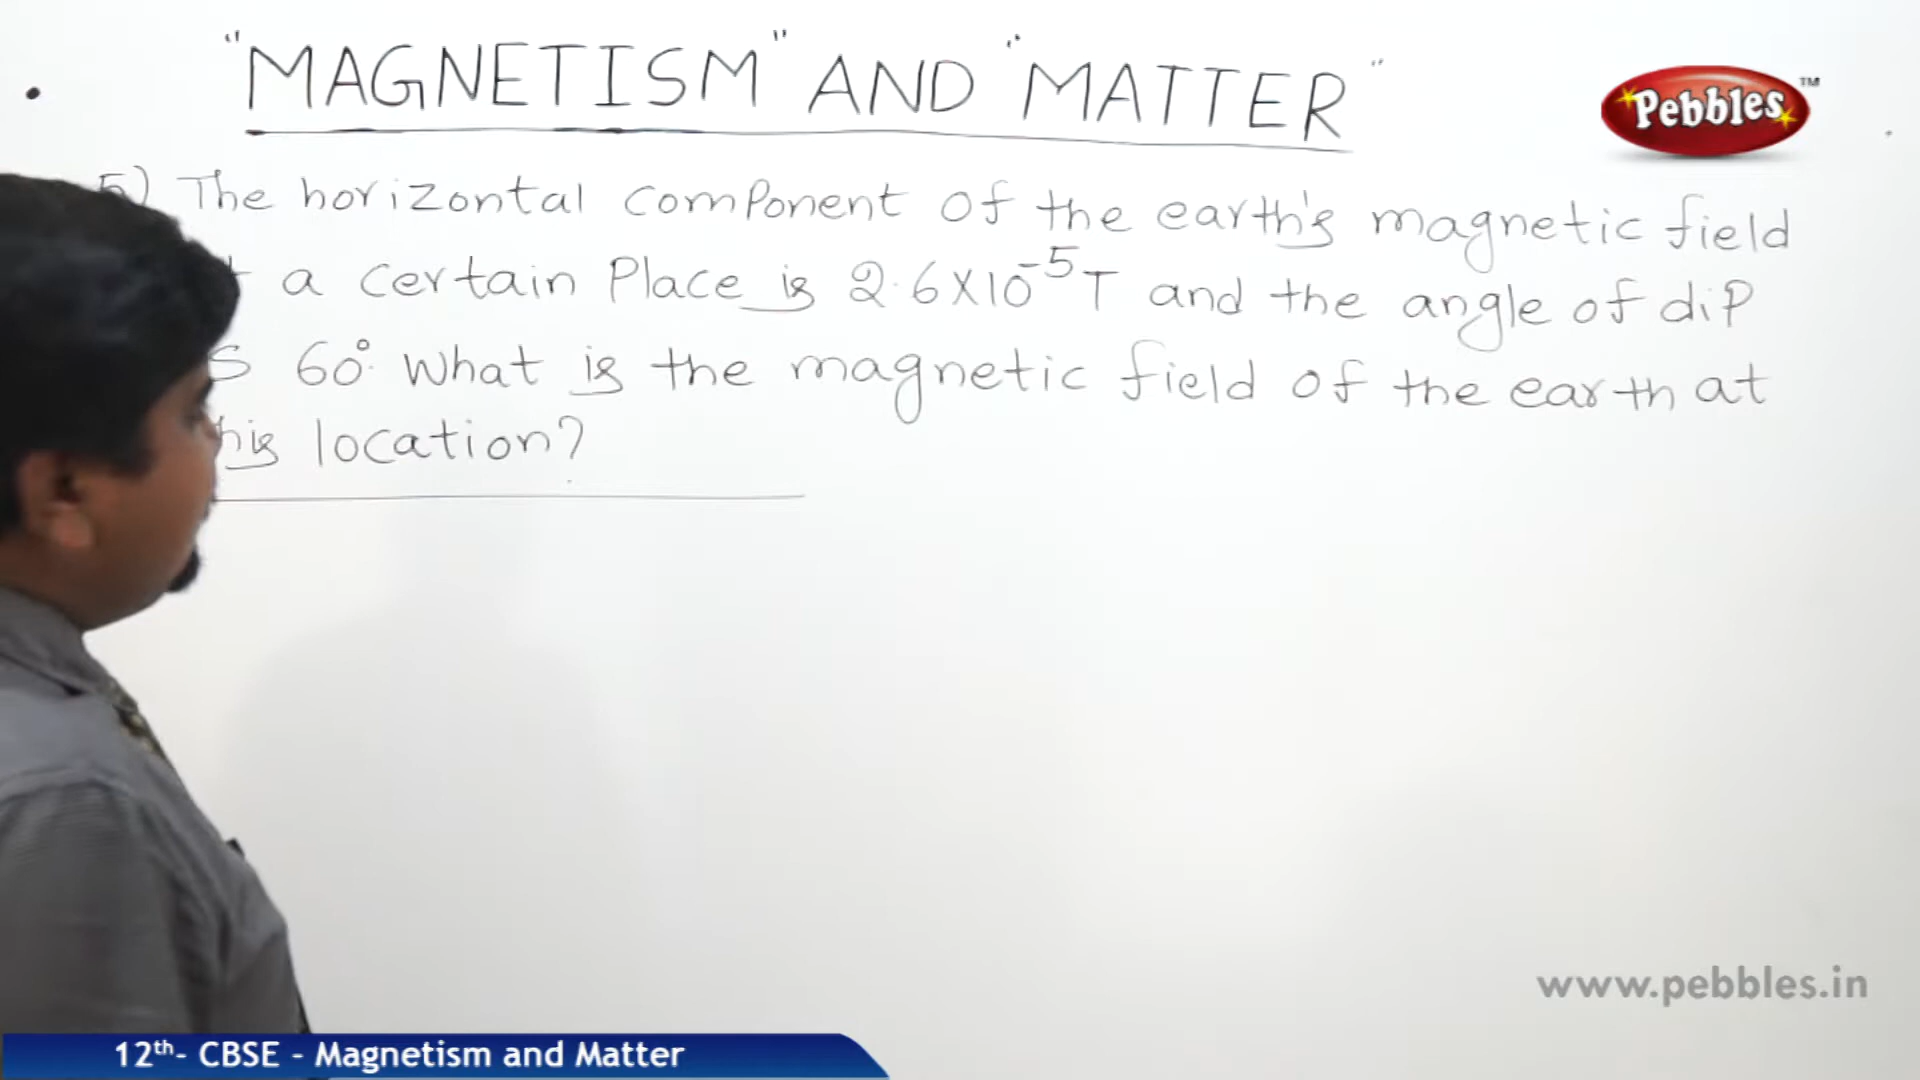 "MAGNETISM" AND "MATTER"
Pebbles TM
5) The horizontal component of the earth's magnetic field
a certain Place is 2.6X10⁻⁵T and the angle of dip
60°. What is the magnetic field of the earth at
location?
www.pebbles.in
12th- CBSE - Magnetism and Matter